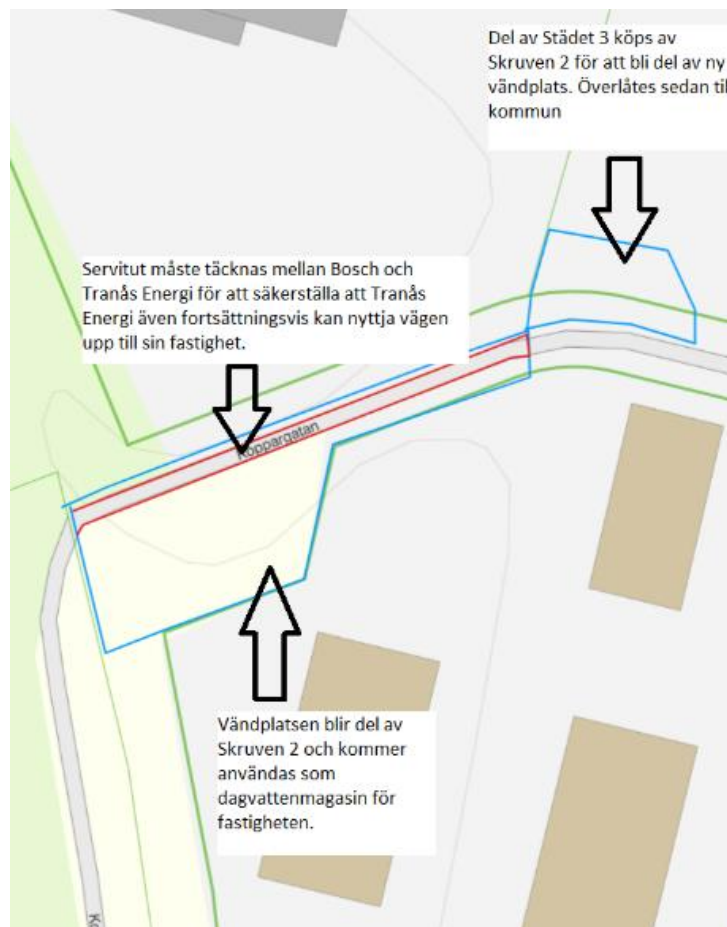 Del av Städet 3 köps av
Skruven 2 för att bli del av ny
vändplats. Överlåtes sedan til
kommun
Servitut måste täcknas mellan Bosch och
Tranås Energi för att säkerställa att Tranås
Energi även fortsättningsvis kan nyttja vägen
upp till sin fastighet.
Koppargatan
Vändplatsen blir del av
Skruven 2 och kommer
användas som
dagvattenmagasin för
fastigheten.